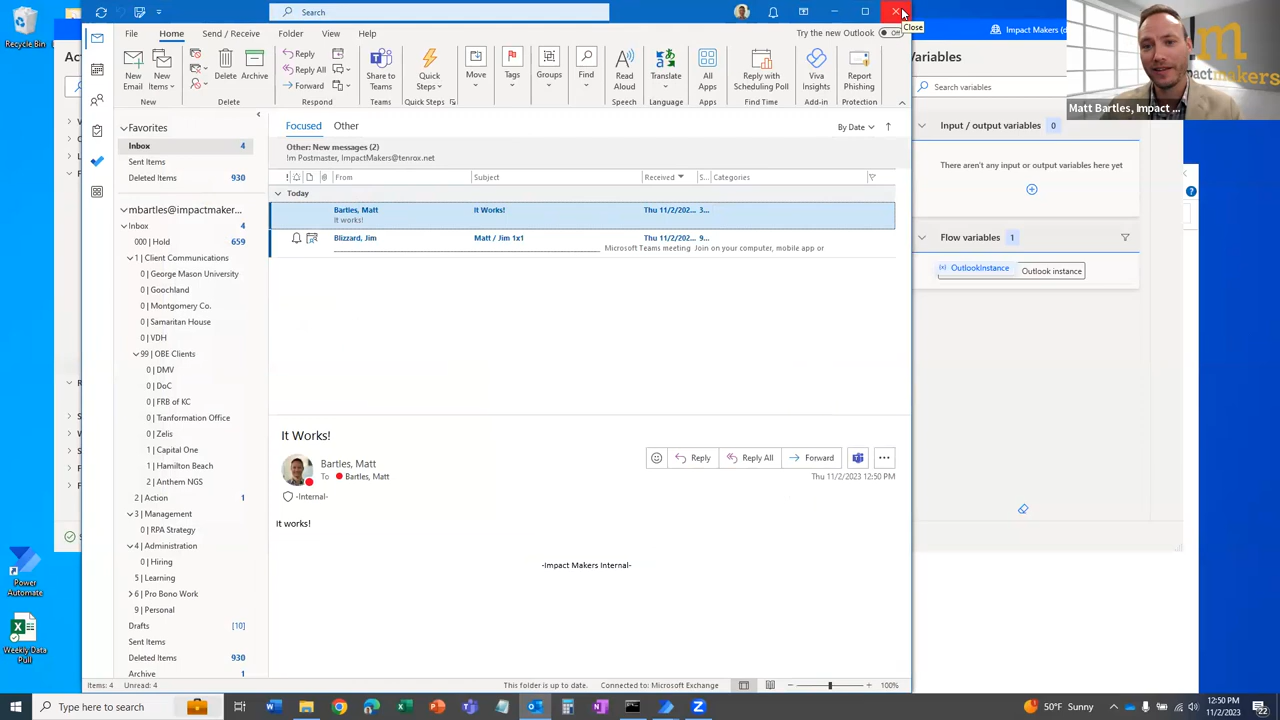 Recycle Bin
Search
Close
File
Home
Send / Receive
Folder
View
Help
Try the new Outlook
Off
New Email
New Items
New
Delete
Archive
Delete
Reply
Reply All
Forward
Respond
Share to Teams
Teams
Quick Steps
Quick Steps
Move
Tags
Groups
Find
Read Aloud
Speech
Translate
Language
All Apps
Apps
Reply with Scheduling Poll
Find Time
Viva Insights
Add-in
Report Phishing
Protection
Favorites
Inbox 4
Sent Items
Deleted Items 930
mbartles@impactmaker...
Inbox 4
000 | Hold 659
1 | Client Communications
0 | George Mason University
0 | Goochland
0 | Montgomery Co.
0 | Samaritan House
0 | VDH
99 | OBE Clients
0 | DMV
0 | DoC
0 | FRB of KC
0 | Tranformation Office
0 | Zelis
1 | Capital One
1 | Hamilton Beach
2 | Anthem NGS
2 | Action 1
3 | Management
0 | RPA Strategy
4 | Administration
0 | Hiring
5 | Learning
6 | Pro Bono Work
9 | Personal
Drafts [10]
Sent Items
Deleted Items 930
Archive 1
Focused Other
By Date
Other: New messages (2)
!m Postmaster, ImpactMakers@tenrox.net
From Subject Received S... Categories
Today
Bartles, Matt It Works! Thu 11/2/202... 3...
It works!
Blizzard, Jim Matt / Jim 1x1 Thu 11/2/202... 9...
Microsoft Teams meeting Join on your computer, mobile app or
It Works!
Bartles, Matt
To Bartles, Matt
Reply Reply All Forward
Thu 11/2/2023 12:50 PM
-Internal-
It works!
-Impact Makers Internal-
Items: 4 Unread: 4
This folder is up to date. Connected to: Microsoft Exchange
100%
Impact Makers (d
Variables
Search variables
Input / output variables 0
There aren't any input or output variables here yet
Flow variables 1
(x) OutlookInstance Outlook instance
Matt Bartles, Impact ...
m
pactmakers
Power Automate
Weekly Data Pull
Type here to search
50°F Sunny
12:50 PM
11/2/2023
22